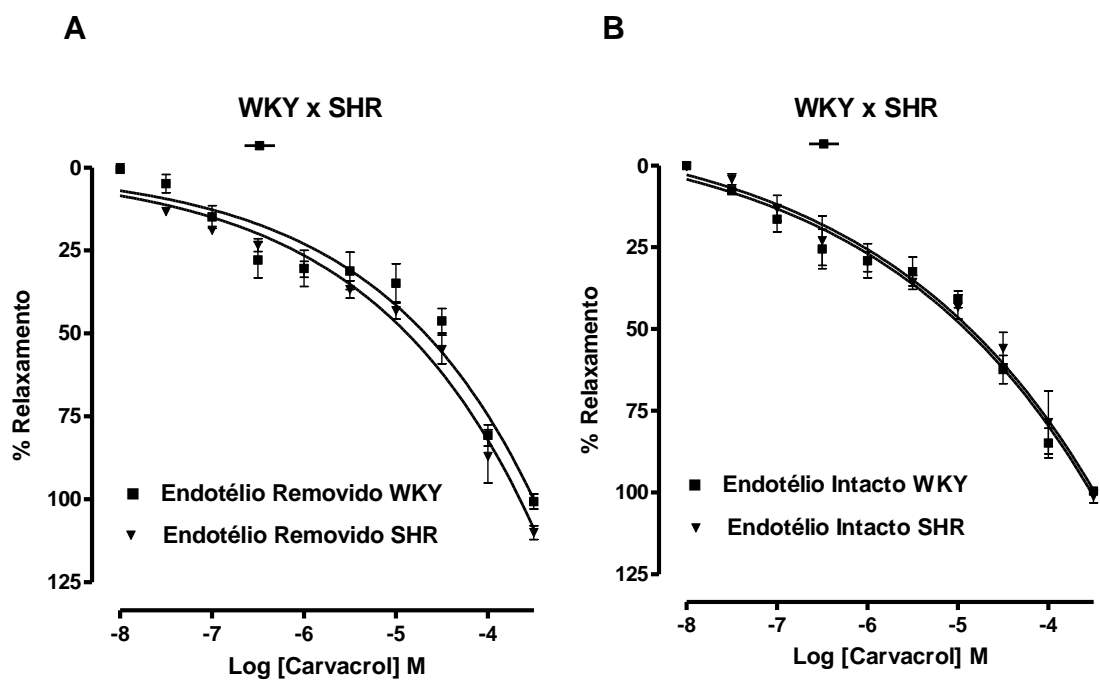 A
WKY x SHR
0
25
50
75
100
125
% Relaxamento
Endotélio Removido WKY
Endotélio Removido SHR
-8 -7 -6 -5 -4
Log [Carvacrol] M
B
WKY x SHR
0
25
50
75
100
125
% Relaxamento
Endotélio Intacto WKY
Endotélio Intacto SHR
-8 -7 -6 -5 -4
Log [Carvacrol] M